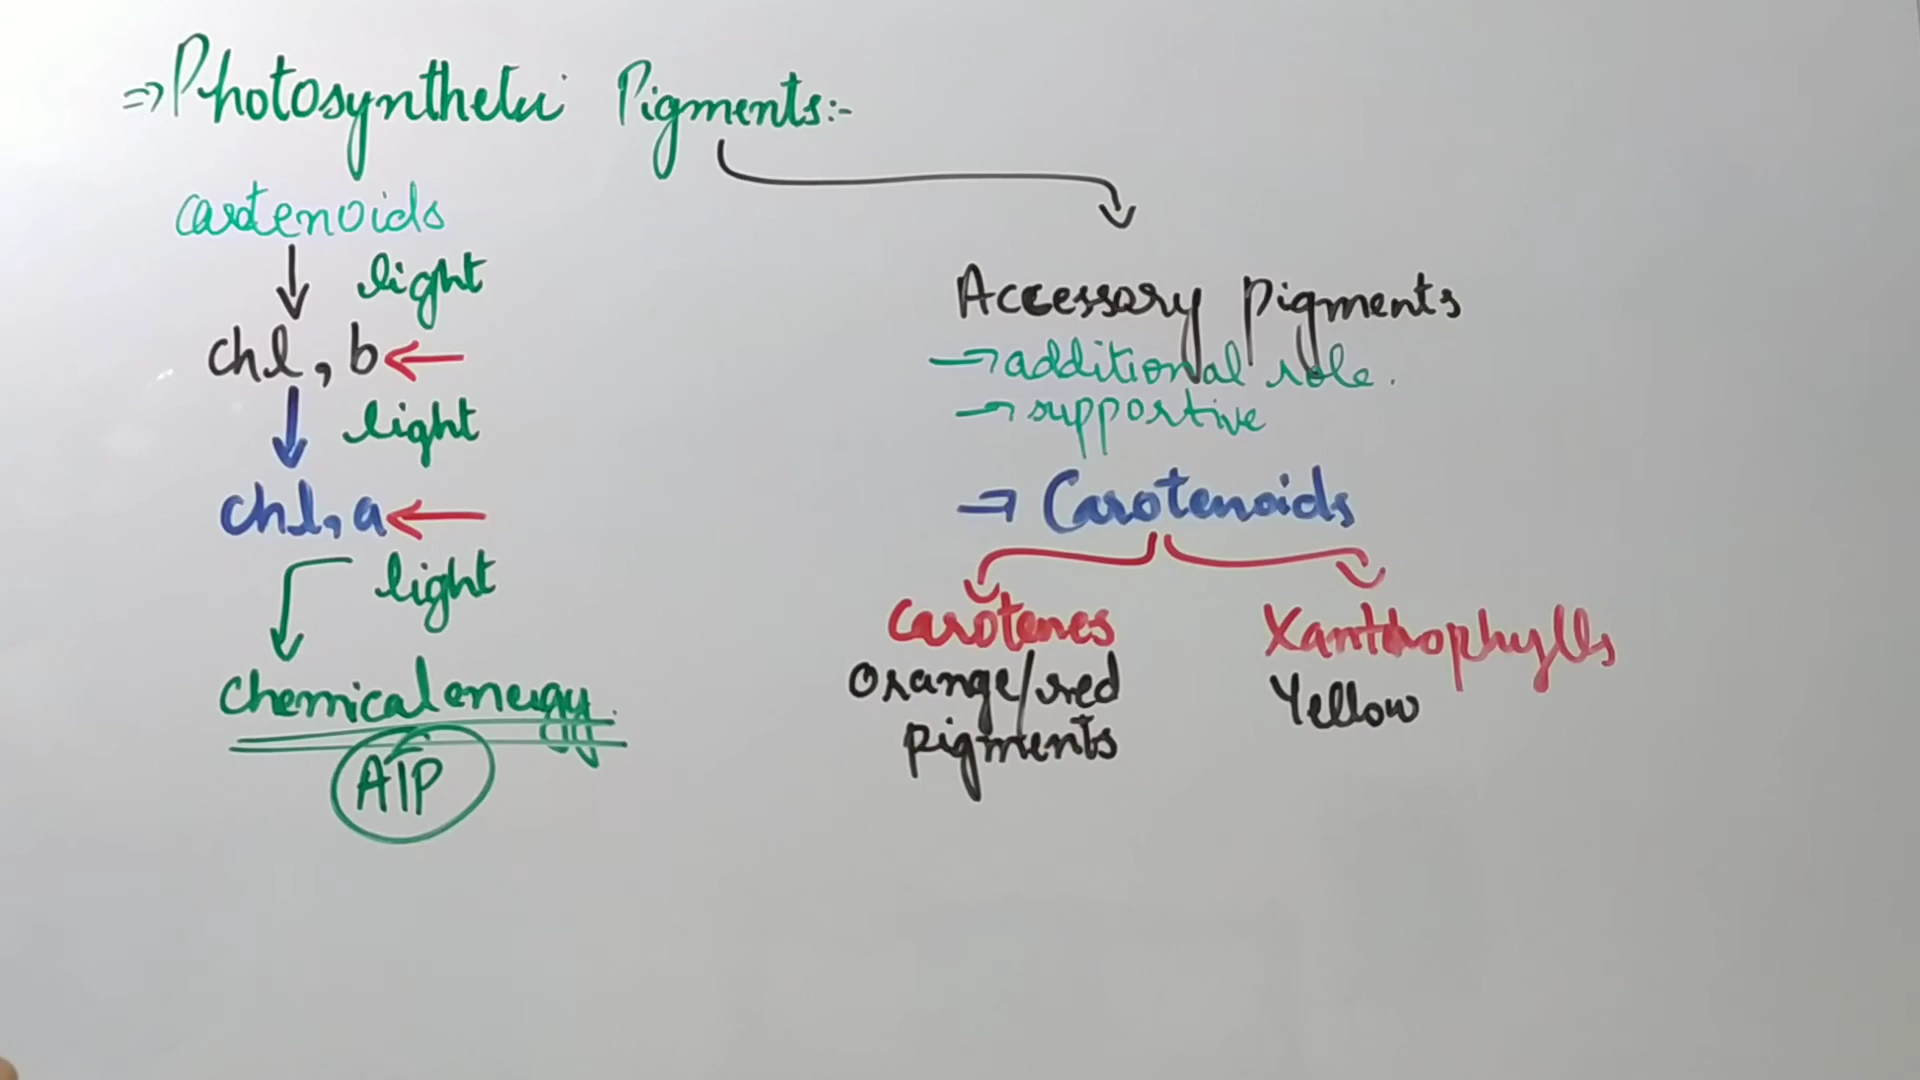 ⇒ Photosynthetic Pigments:-
carotenoids
light
chl, b
light
chl, a
light
Chemical energy.
ATP
Accessory pigments
→ additional role.
→ supportive
⇒ Carotenoids
Carotenes
Orange/red
pigments
Xanthophylls
Yellow